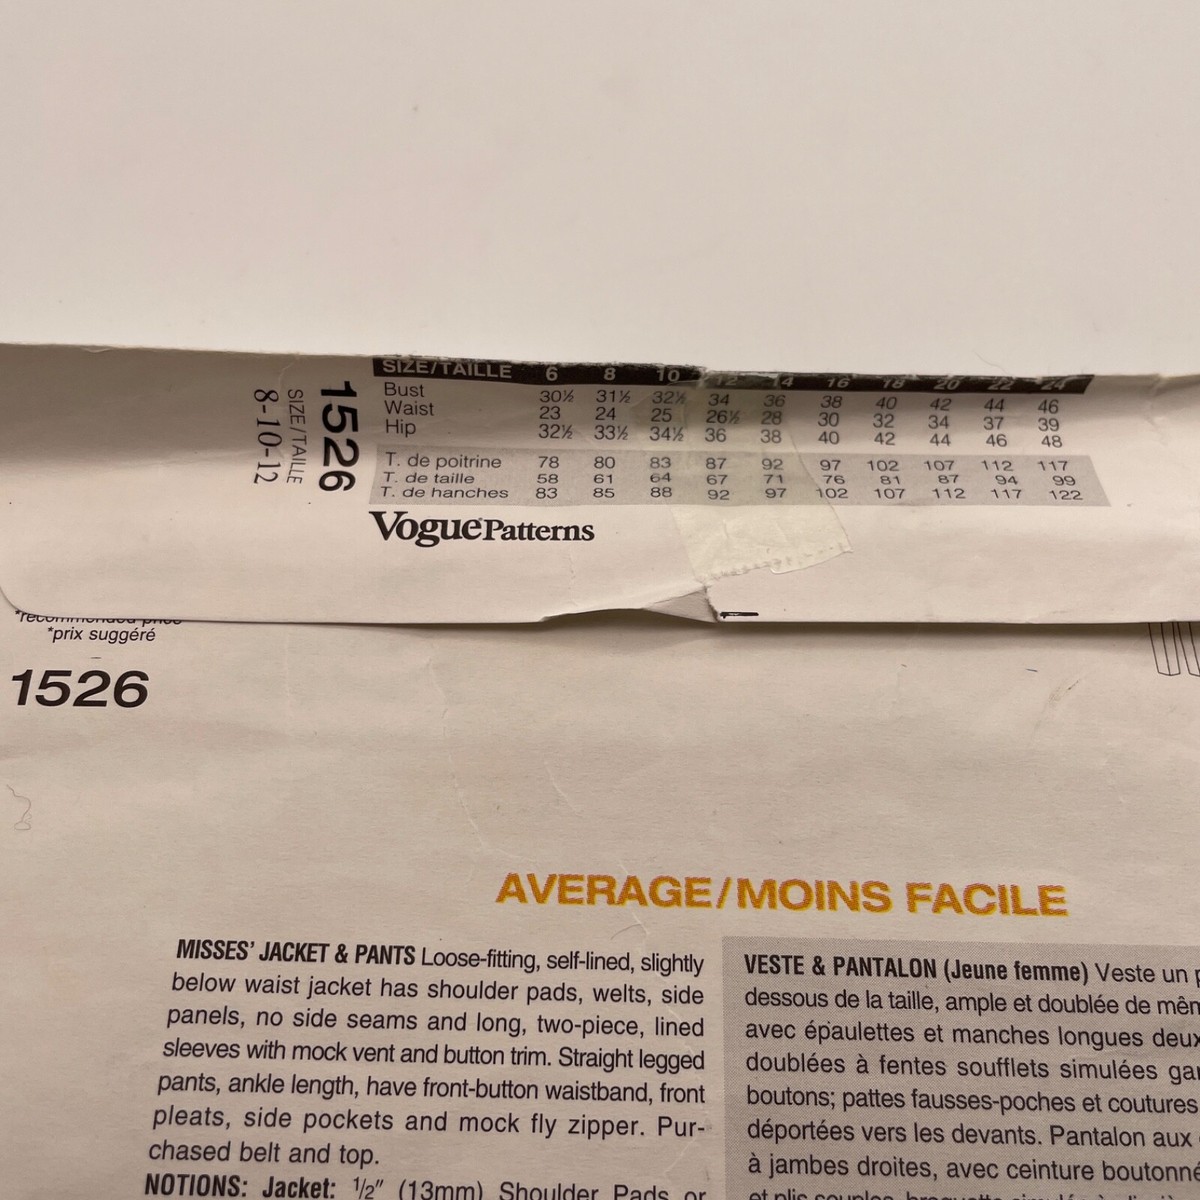 SIZE/TAILLE 6 8 10 12 14 16 18 20 22 24
Bust 30½ 31½ 32½ 34 36 38 40 42 44 46
Waist 23 24 25 26½ 28 30 32 34 37 39
Hip 32½ 33½ 34½ 36 38 40 42 44 46 48
T. de poitrine 78 80 83 87 92 97 102 107 112 117
T. de taille 58 61 64 67 71 76 81 87 94 99
T. de hanches 83 85 88 92 97 102 107 112 117 122
1526
SIZE/TAILLE
8-10-12
Vogue Patterns
*recommended price
*prix suggéré
1526
AVERAGE/MOINS FACILE
MISSES' JACKET & PANTS Loose-fitting, self-lined, slightly
below waist jacket has shoulder pads, welts, side
panels, no side seams and long, two-piece, lined
sleeves with mock vent and button trim. Straight legged
pants, ankle length, have front-button waistband, front
pleats, side pockets and mock fly zipper. Pur-
chased belt and top.
NOTIONS: Jacket: 1/2" (13mm) Shoulder Pads or
VESTE & PANTALON (Jeune femme) Veste un
dessous de la taille, ample et doublée de
avec épaulettes et manches longues
doublées à fentes soufflets simulées
boutons; pattes fausses-poches et coutures
déportées vers les devants. Pantalon aux
à jambes droites, avec ceinture
et plis souples, braguette